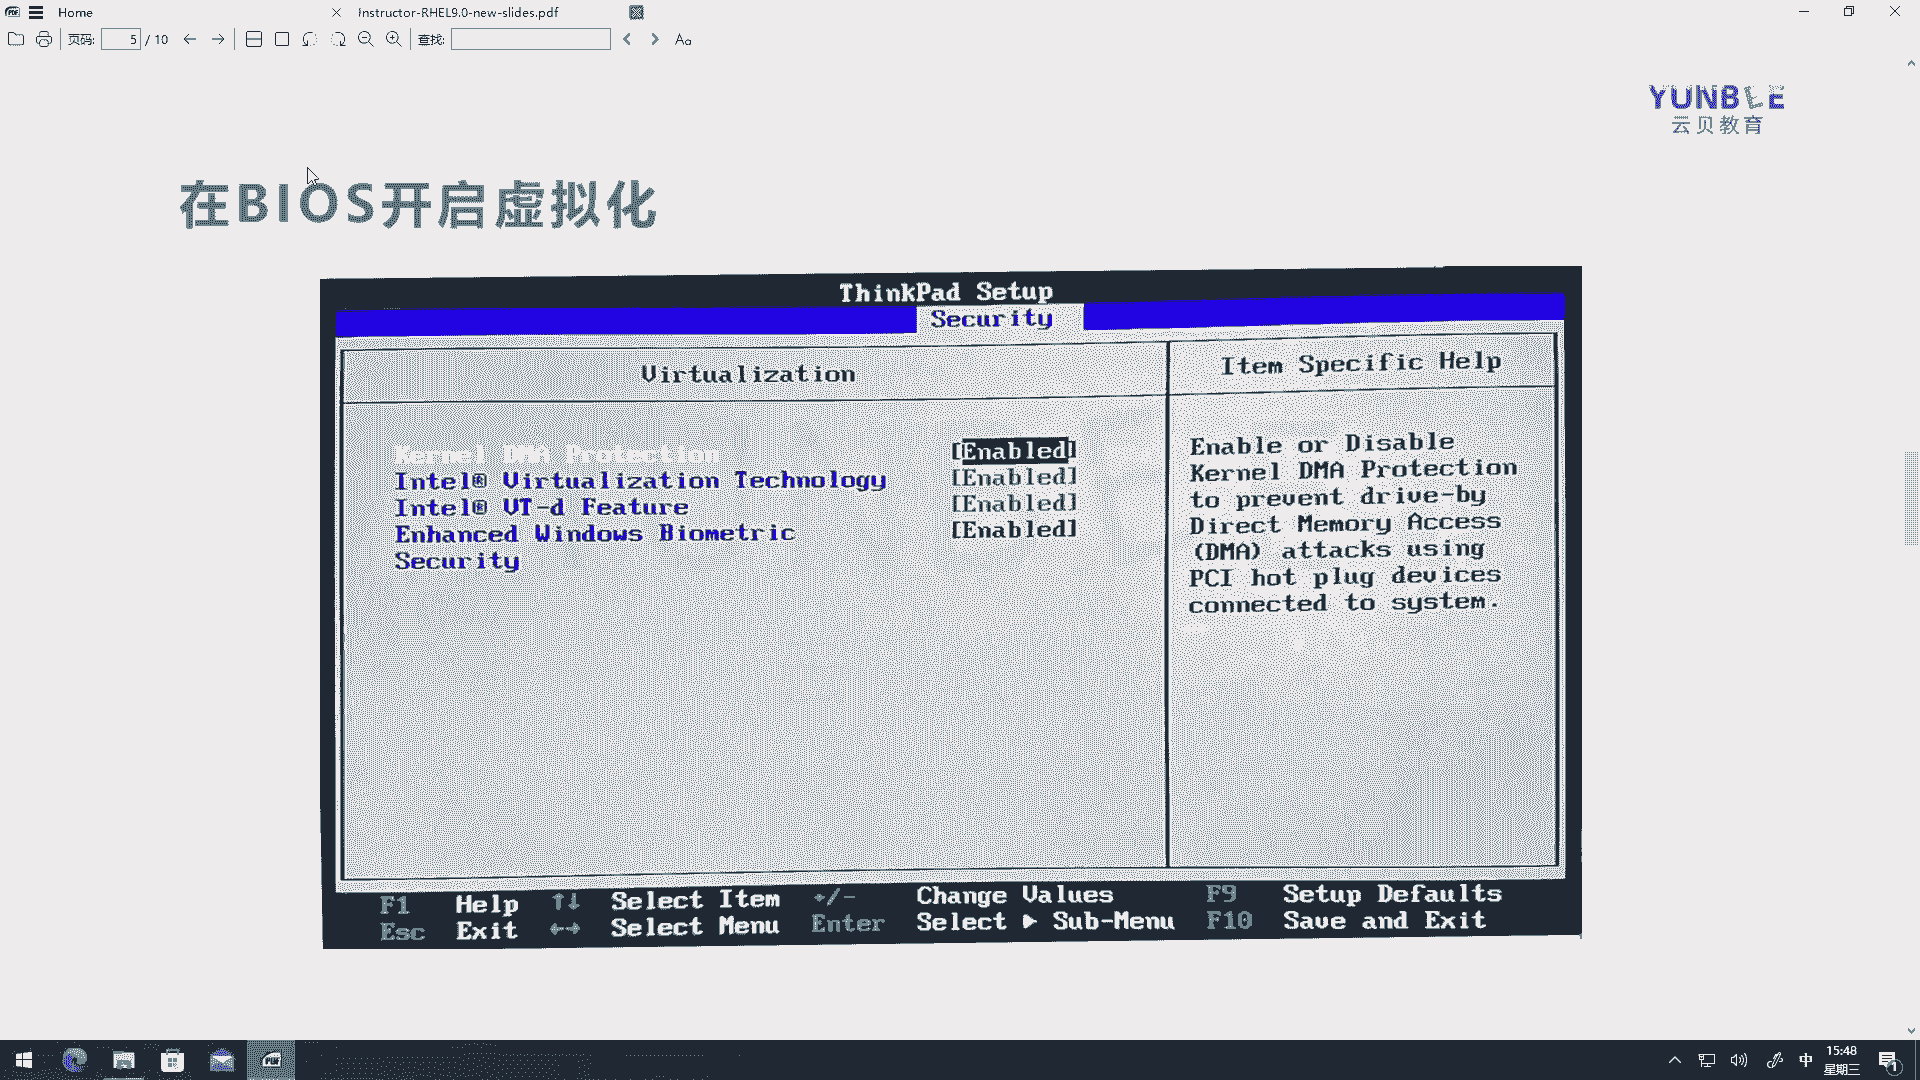 Home
Instructor-RHEL9.0-new-slides.pdf
页码: 5 / 10
查找:
Aa
YUNBEE
云贝教育
在BIOS开启虚拟化
ThinkPad Setup
Security
Virtualization
Item Specific Help
Kernel DMA Protection [Enabled]
Intel® Virtualization Technology [Enabled]
Intel® VT-d Feature [Enabled]
Enhanced Windows Biometric [Enabled]
Security
Enable or Disable
Kernel DMA Protection
to prevent drive-by
Direct Memory Access
(DMA) attacks using
PCI hot plug devices
connected to system.
F1 Help ↑↓ Select Item +/- Change Values F9 Setup Defaults
Esc Exit ←→ Select Menu Enter Select ▶ Sub-Menu F10 Save and Exit
PDF
中
15:48
星期三
1